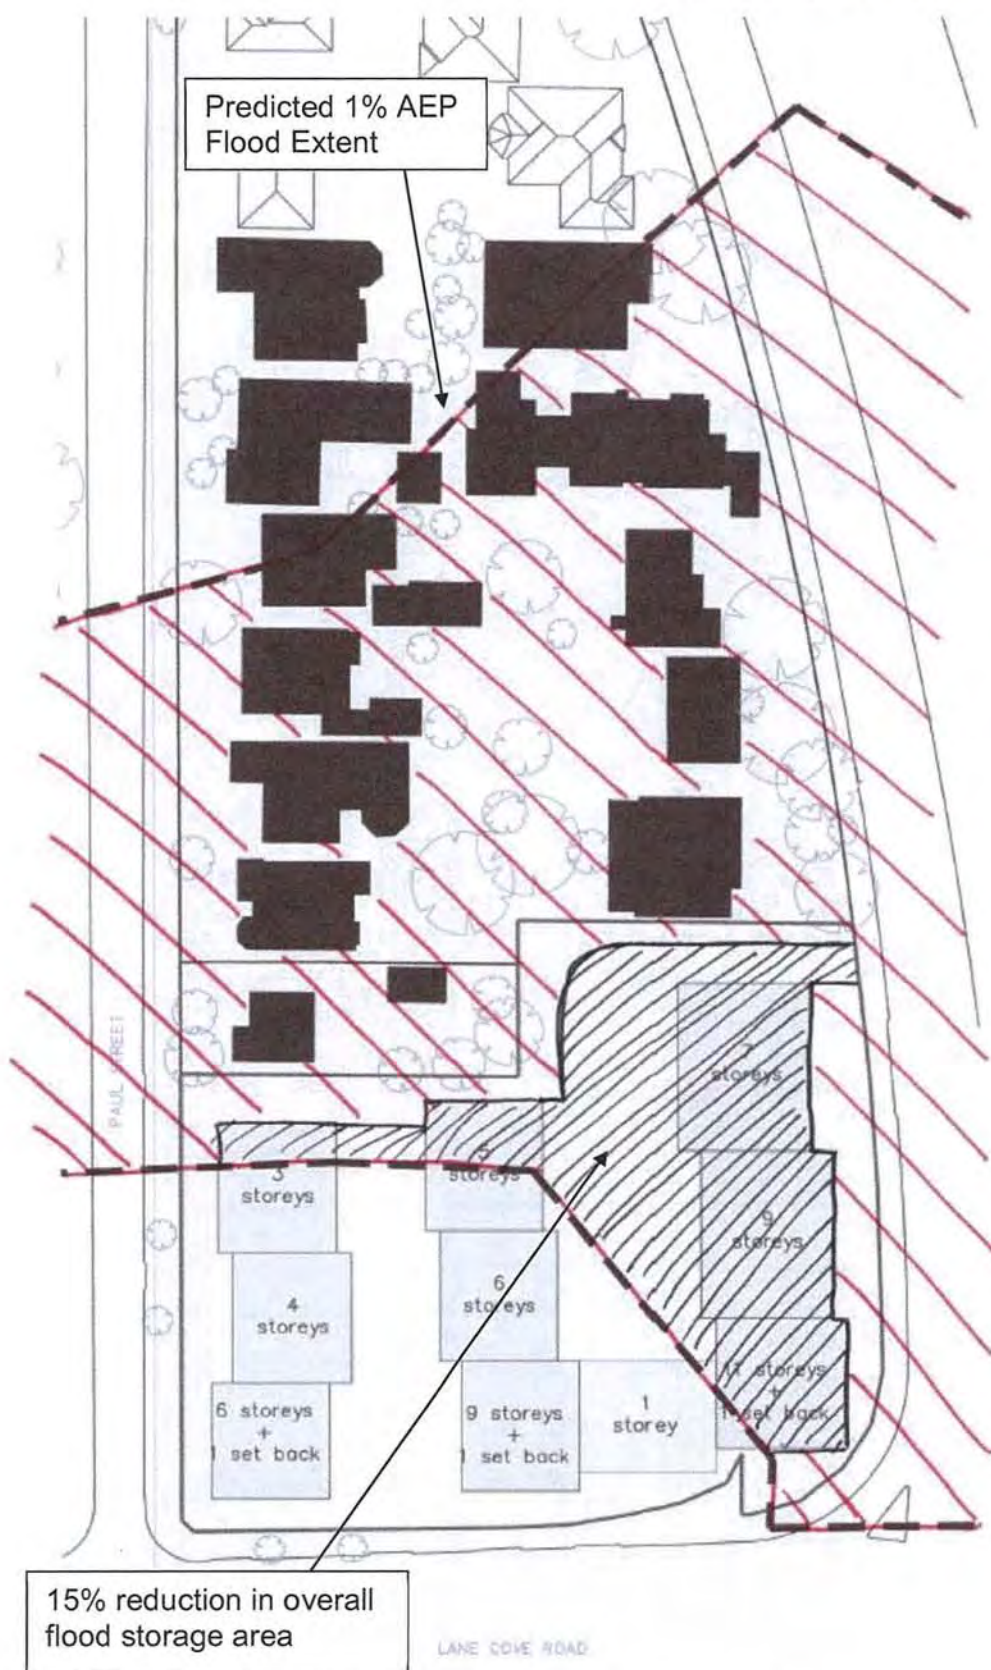 Predicted 1% AEP
Flood Extent
PAUL STREET
7
storeys
9
storeys
5
storeys
3
storeys
6
storeys
4
storeys
11 storeys
+
1 set back
1
storey
9 storeys
+
1 set back
6 storeys
+
1 set back
15% reduction in overall
flood storage area
LANE COVE ROAD